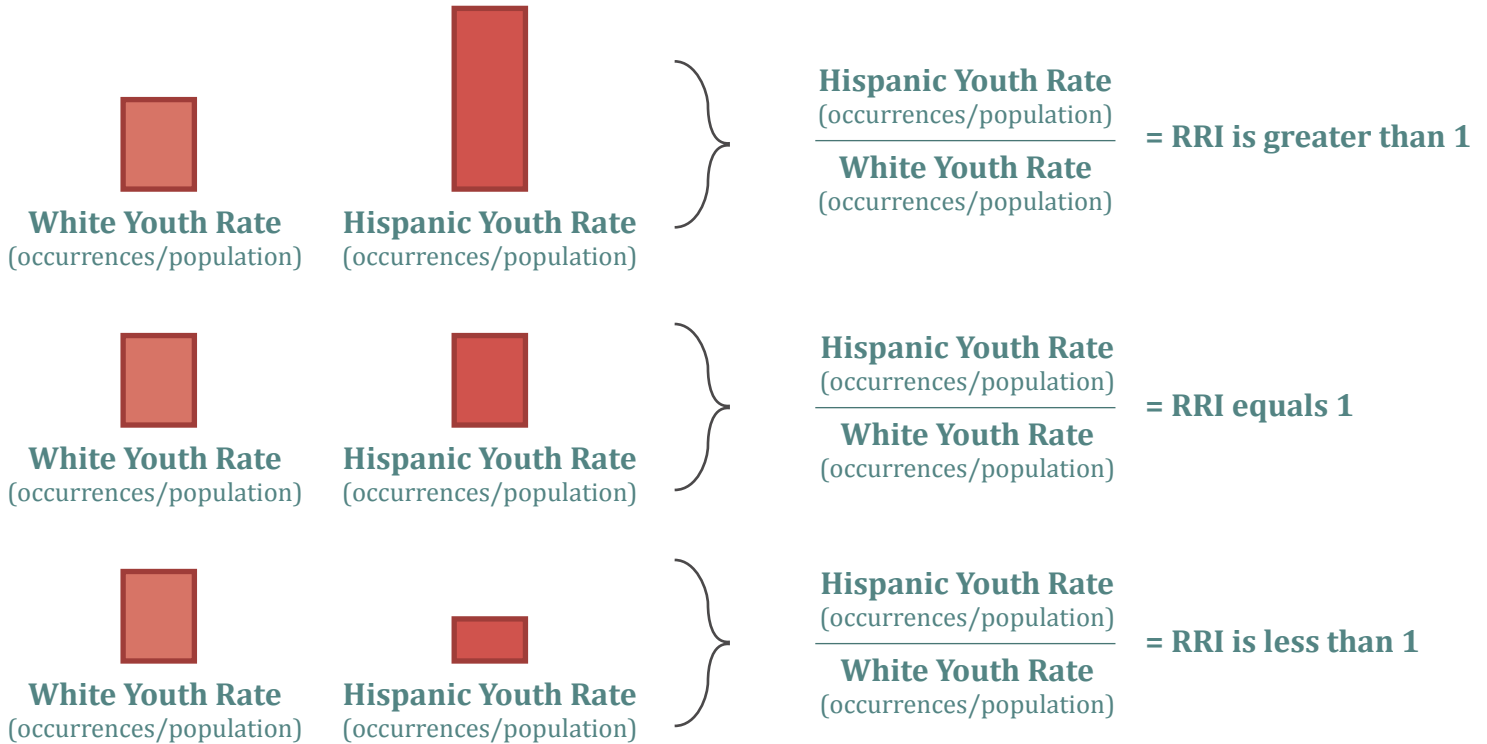 White Youth Rate
(occurrences/population)
Hispanic Youth Rate
(occurrences/population)
Hispanic Youth Rate
(occurrences/population)
White Youth Rate
(occurrences/population)
= RRI is greater than 1
White Youth Rate
(occurrences/population)
Hispanic Youth Rate
(occurrences/population)
Hispanic Youth Rate
(occurrences/population)
White Youth Rate
(occurrences/population)
= RRI equals 1
White Youth Rate
(occurrences/population)
Hispanic Youth Rate
(occurrences/population)
Hispanic Youth Rate
(occurrences/population)
White Youth Rate
(occurrences/population)
= RRI is less than 1